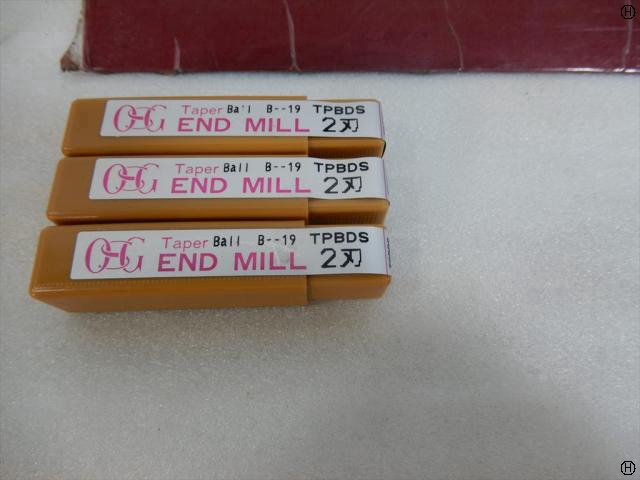 H
OSG Taper Ball B--19 TPBDS
END MILL 2刃
OSG Taper Ball B--19 TPBDS
END MILL 2刃
OSG Taper Ball B--19 TPBDS
END MILL 2刃
H